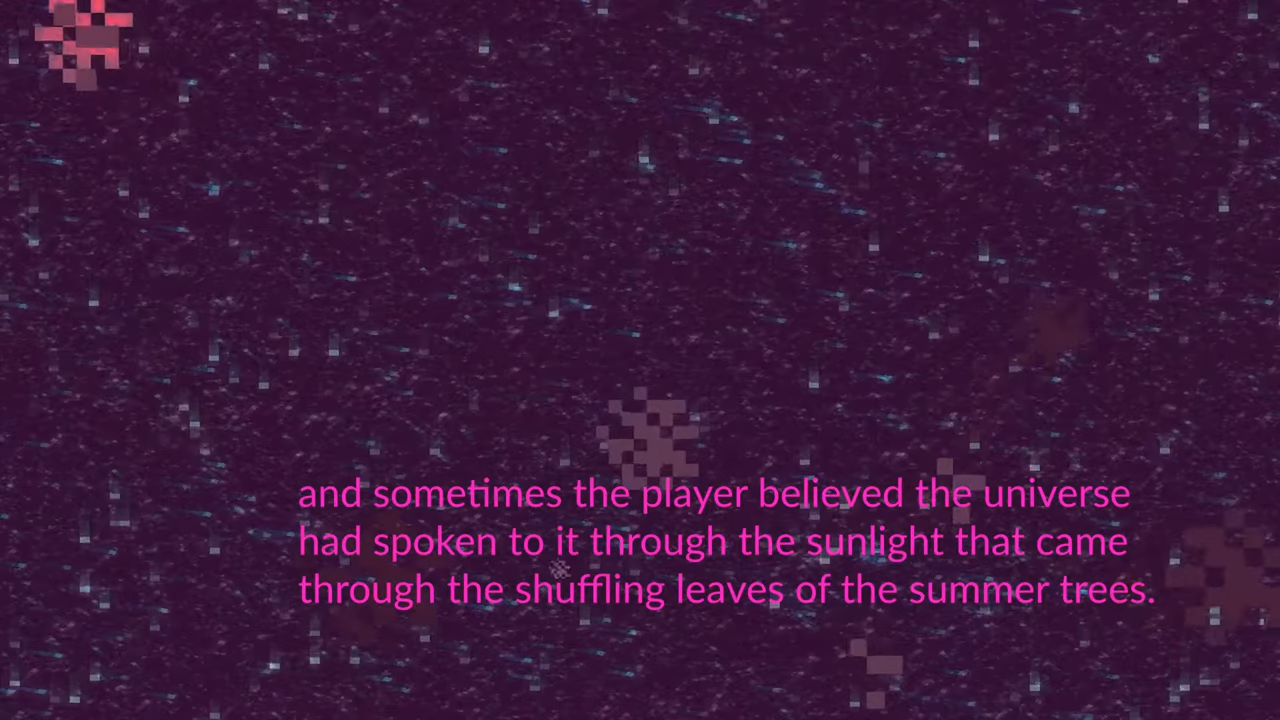 and sometimes the player believed the universe
had spoken to it through the sunlight that came
through the shuffling leaves of the summer trees.